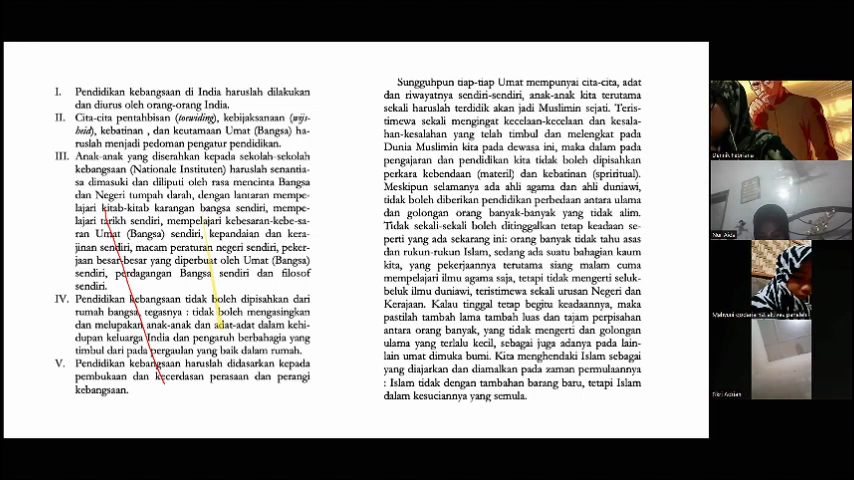 I. Pendidikan kebangsaan di India haruslah dilakukan
dan diurus oleh orang-orang India.
II. Cita-cita pentahbisan (toewiding), kebijaksanaan (wijs-
heid), kebatinan , dan keutamaan Umat (Bangsa) ha-
ruslah menjadi pedoman pengatur pendidikan.
III. Anak-anak yang diserahkan kepada sekolah-sekolah
kebangsaan (Nationale Instituten) haruslah senantia-
sa dimasuki dan diliputi oleh rasa mencinta Bangsa
dan Negeri tumpah darah, dengan lantaran mempe-
lajari kitab-kitab karangan bangsa sendiri, mempe-
lajari tarikh sendiri, mempelajari kebesaran-kebe-sa-
ran Umat (Bangsa) sendiri, kepandaian dan kera-
jinan sendiri, macam peraturan negeri sendiri, peker-
jaan besar-besar yang diperbuat oleh Umat (Bangsa)
sendiri, perdagangan Bangsa sendiri dan filosof
sendiri.
IV. Pendidikan kebangsaan tidak boleh dipisahkan dari
rumah bangsa, tegasnya : tidak boleh mengasingkan
dan melupakan anak-anak dan adat-adat dalam kehi-
dupan keluarga India dan pengaruh berbahagia yang
timbul dari pada pergaulan yang baik dalam rumah.
V. Pendidikan kebangsaan haruslah didasarkan kepada
pembukaan dan kecerdasan perasaan dan perangi
kebangsaan.
Sungguhpun tiap-tiap Umat mempunyai cita-cita, adat
dan riwayatnya sendiri-sendiri, anak-anak kita terutama
sekali haruslah terdidik akan jadi Muslimin sejati. Teris-
timewa sekali mengingat kecelaan-kecelaan dan kesala-
han-kesalahan yang telah timbul dan melengkat pada
Dunia Muslimin kita pada dewasa ini, maka dalam pada
pengajaran dan pendidikan kita tidak boleh dipisahkan
perkara kebendaan (materil) dan kebatinan (spriritual).
Meskipun selamanya ada ahli agama dan ahli duniawi,
tidak boleh diberikan pendidikan perbedaan antara ulama
dan golongan orang banyak-banyak yang tidak alim.
Tidak sekali-sekali boleh ditinggalkan tetap keadaan se-
perti yang ada sekarang ini: orang banyak tidak tahu asas
dan rukun-rukun Islam, sedang ada suatu bahagian kaum
kita, yang pekerjaannya terutama siang malam cuma
mempelajari ilmu agama saja, tetapi tidak mengerti seluk-
beluk ilmu duniawi, teristimewa sekali urusan Negeri dan
Kerajaan. Kalau tinggal tetap begitu keadaannya, maka
pastilah tambah lama tambah luas dan tajam perpisahan
antara orang banyak, yang tidak mengerti dan golongan
ulama yang terlalu kecil, sebagai juga adanya pada lain-
lain umat dimuka bumi. Kita menghendaki Islam sebagai
yang diajarkan dan diamalkan pada zaman permulaannya
: Islam tidak dengan tambahan barang baru, tetapi Islam
dalam kesuciannya yang semula.
Nur Aida
Nitri Adrian